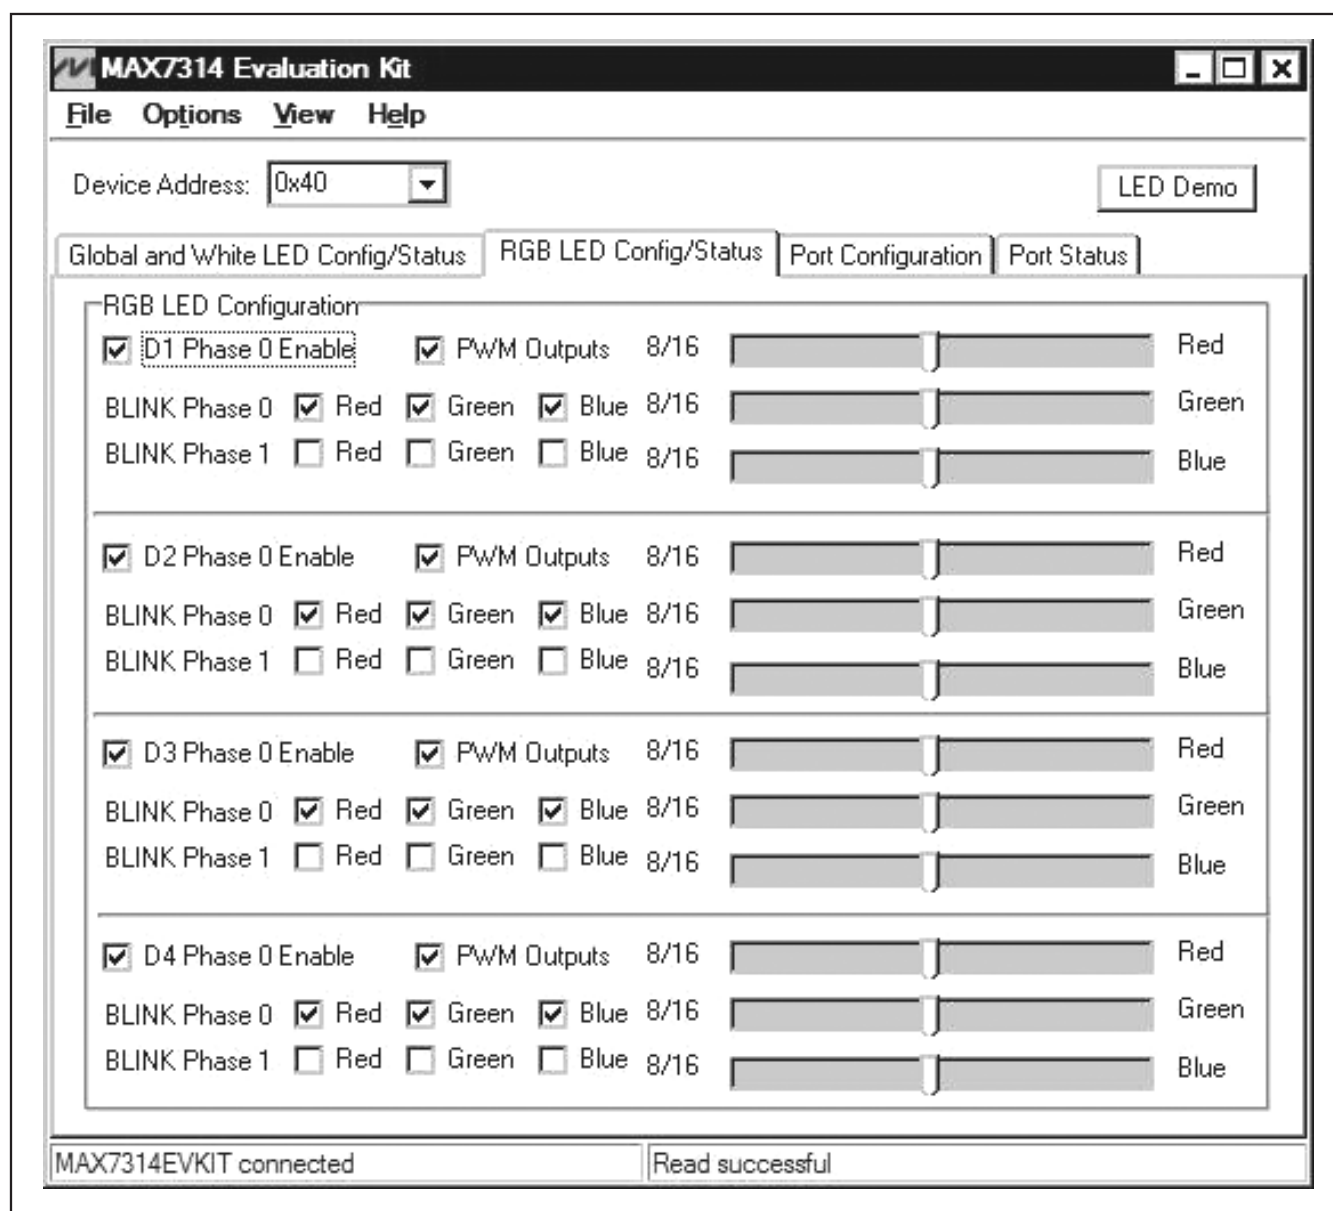 MAX7314 Evaluation Kit
File Options View Help
Device Address: 0x40 LED Demo
Global and White LED Config/Status RGB LED Config/Status Port Configuration Port Status
RGB LED Configuration
D1 Phase 0 Enable PWM Outputs 8/16 Red
BLINK Phase 0 Red Green Blue 8/16 Green
BLINK Phase 1 Red Green Blue 8/16 Blue
D2 Phase 0 Enable PWM Outputs 8/16 Red
BLINK Phase 0 Red Green Blue 8/16 Green
BLINK Phase 1 Red Green Blue 8/16 Blue
D3 Phase 0 Enable PWM Outputs 8/16 Red
BLINK Phase 0 Red Green Blue 8/16 Green
BLINK Phase 1 Red Green Blue 8/16 Blue
D4 Phase 0 Enable PWM Outputs 8/16 Red
BLINK Phase 0 Red Green Blue 8/16 Green
BLINK Phase 1 Red Green Blue 8/16 Blue
MAX7314EVKIT connected Read successful